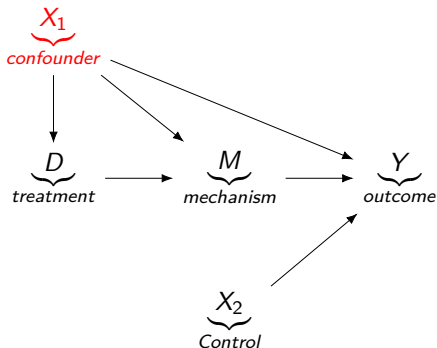 X₁
confounder
D M Y
treatment mechanism outcome
X₂
Control